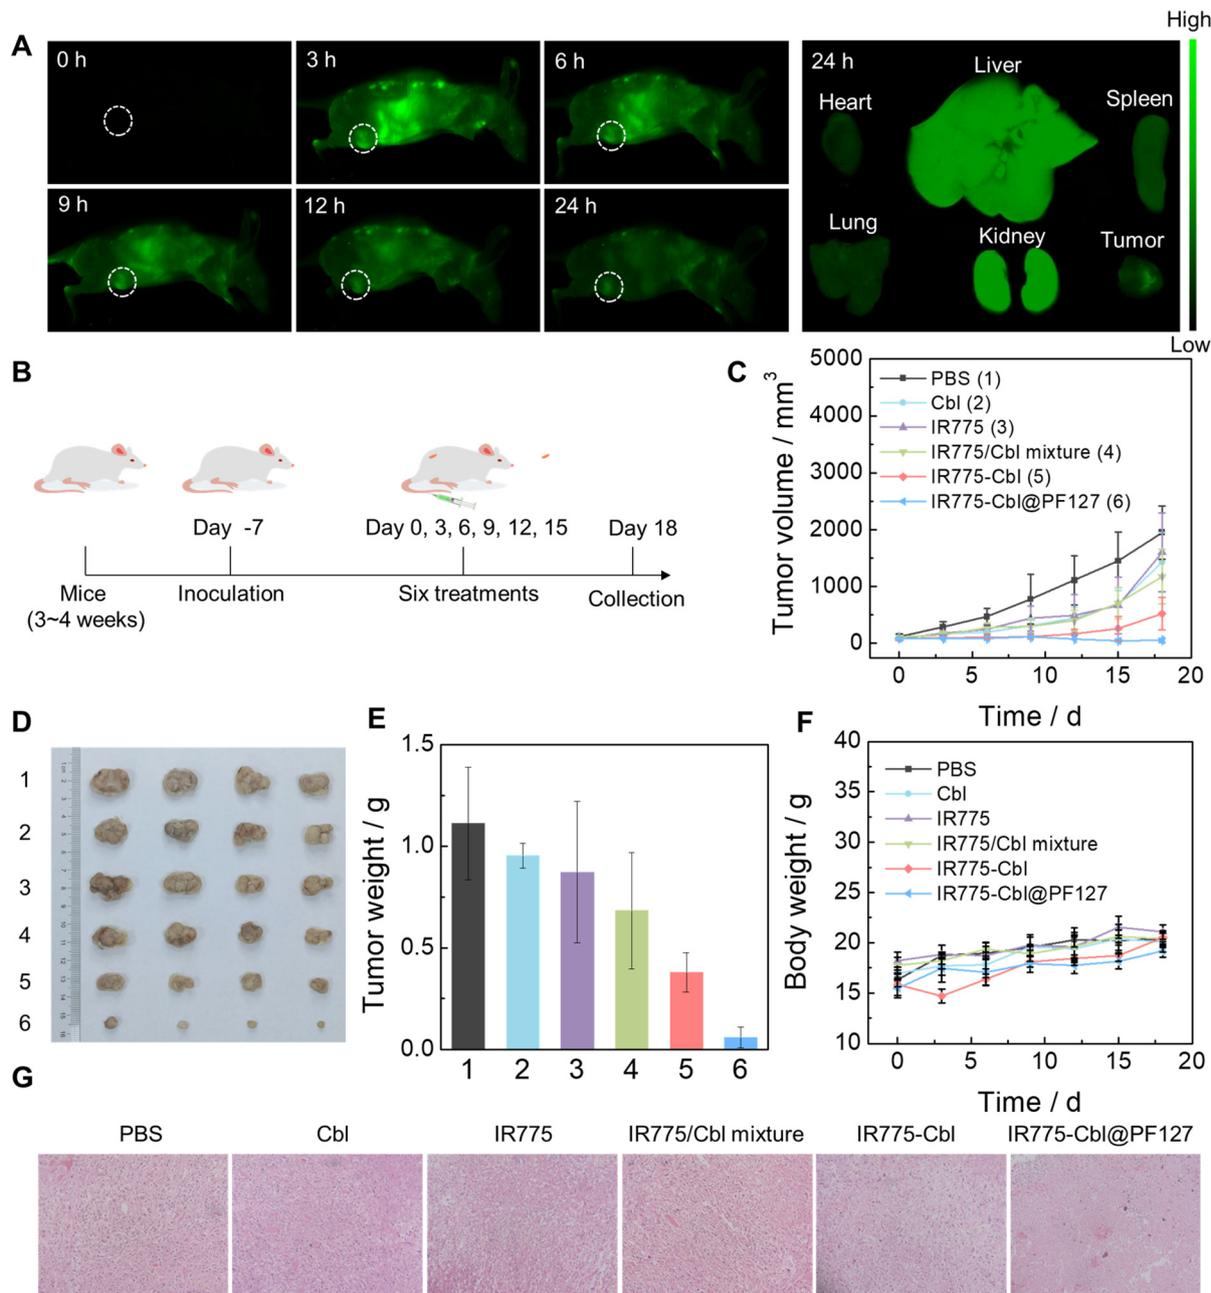 A
0 h
3 h
6 h
9 h
12 h
24 h
24 h
Heart
Liver
Spleen
Lung
Kidney
Tumor
High
Low
B
Day -7
Day 0, 3, 6, 9, 12, 15
Day 18
Mice
(3~4 weeks)
Inoculation
Six treatments
Collection
C
Tumor volume / mm³
5000
4000
3000
2000
1000
0
PBS (1)
Cbl (2)
IR775 (3)
IR775/Cbl mixture (4)
IR775-Cbl (5)
IR775-Cbl@PF127 (6)
0 5 10 15 20
Time / d
D
1
2
3
4
5
6
E
Tumor weight / g
1.5
1.0
0.5
0.0
1 2 3 4 5 6
F
Body weight / g
40
35
30
25
20
15
10
PBS
Cbl
IR775
IR775/Cbl mixture
IR775-Cbl
IR775-Cbl@PF127
0 5 10 15 20
Time / d
G
PBS
Cbl
IR775
IR775/Cbl mixture
IR775-Cbl
IR775-Cbl@PF127